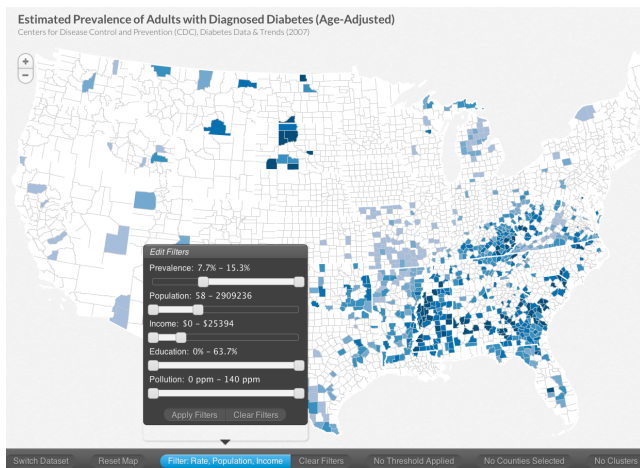 Estimated Prevalence of Adults with Diagnosed Diabetes (Age-Adjusted)
Centers for Disease Control and Prevention (CDC), Diabetes Data & Trends (2007)
+
−
Edit Filters
Prevalence: 7.7% – 15.3%
Population: 58 – 2909236
Income: $0 – $25394
Education: 0% – 63.7%
Pollution: 0 ppm – 140 ppm
Apply Filters Clear Filters
Switch Dataset Reset Map Filter: Rate, Population, Income Clear Filters No Threshold Applied No Counties Selected No Clusters